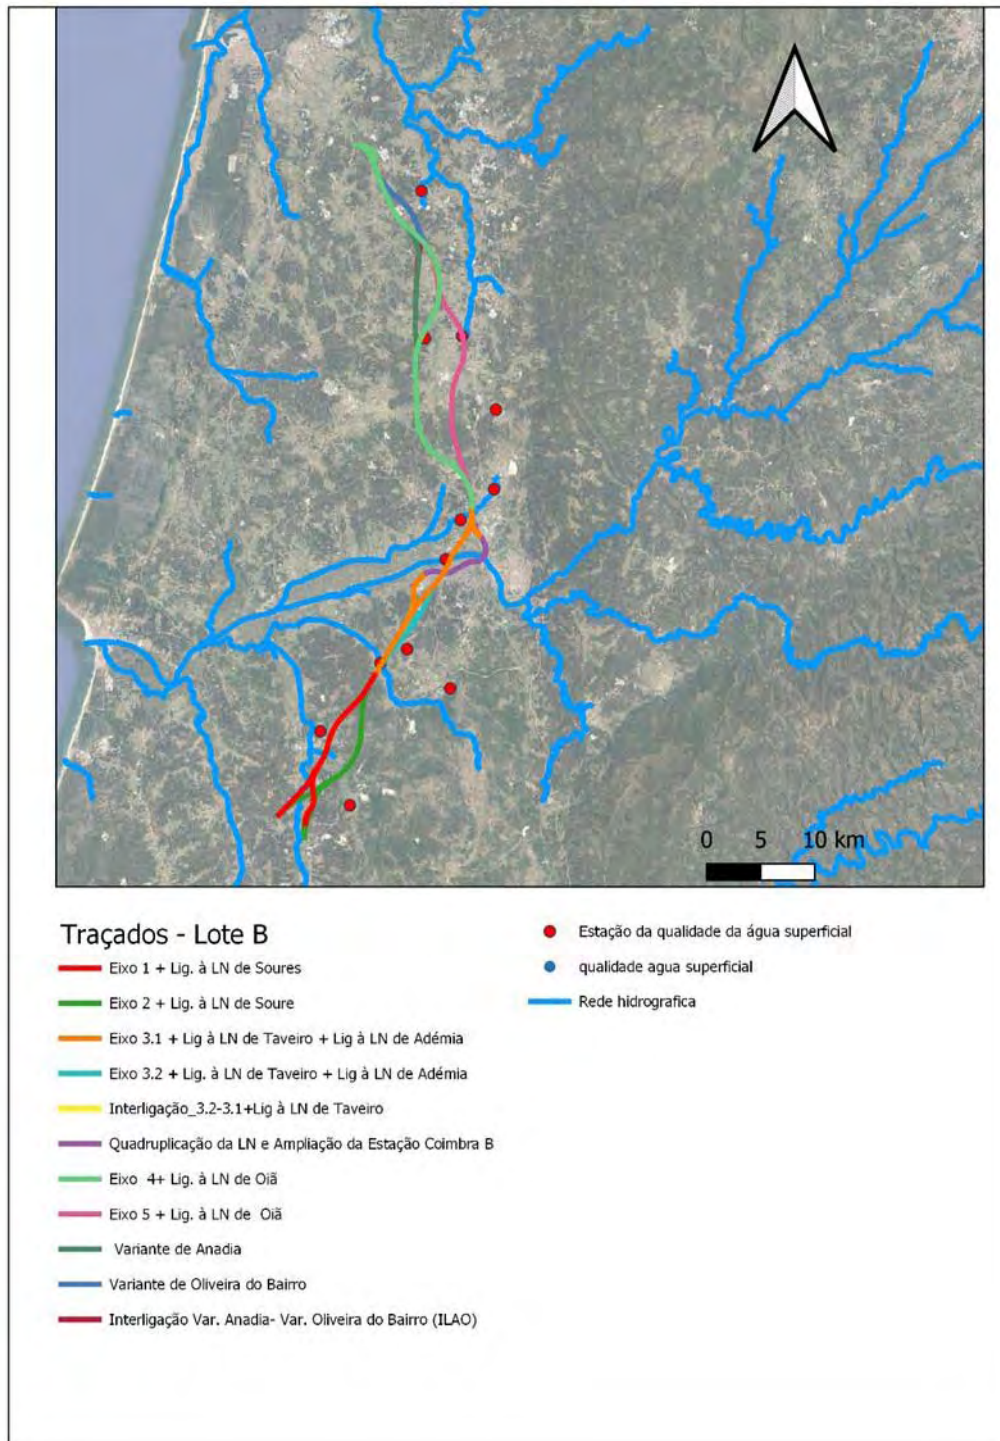 0 5 10 km
Traçados - Lote B
Eixo 1 + Lig. à LN de Soures
Eixo 2 + Lig. à LN de Soure
Eixo 3.1 + Lig à LN de Taveiro + Lig à LN de Adémia
Eixo 3.2 + Lig. à LN de Taveiro + Lig à LN de Adémia
Interligação_3.2-3.1+Lig à LN de Taveiro
Quadruplicação da LN e Ampliação da Estação Coimbra B
Eixo 4+ Lig. à LN de Oiã
Eixo 5 + Lig. à LN de Oiã
Variante de Anadia
Variante de Oliveira do Bairro
Interligação Var. Anadia- Var. Oliveira do Bairro (ILAO)
Estação da qualidade da água superficial
qualidade agua superficial
Rede hidrografica